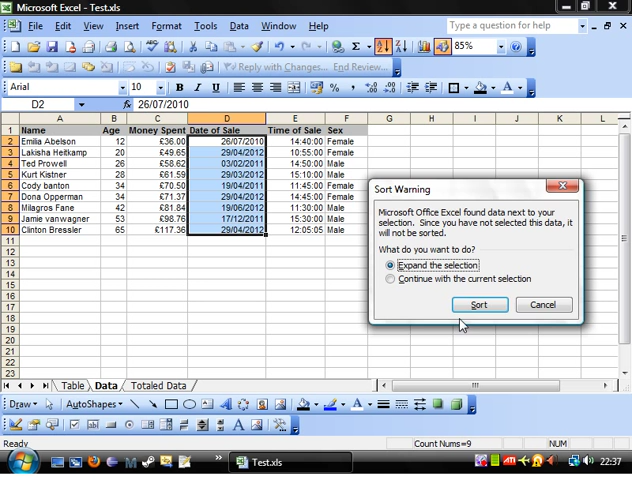 Microsoft Excel - Test.xls
File Edit View Insert Format Tools Data Window Help
Type a question for help
Σ 85%
Reply with Changes... End Review...
Arial 10 B I U
D2 fx 26/07/2010
A B C D E F G H I J K L
1 Name Age Money Spent Date of Sale Time of Sale Sex
2 Emilia Abelson 12 £36.00 26/07/2010 14:40:00 Female
3 Lakisha Heitkamp 20 £49.65 29/04/2012 10:55:00 Female
4 Ted Prowell 26 £58.62 03/02/2011 14:50:00 Male
5 Kurt Kistner 28 £61.59 29/03/2012 15:10:00 Male
6 Cody banton 34 £70.50 19/04/2011 11:45:00 Female
7 Dona Opperman 34 £71.37 29/04/2012 14:45:00 Female
8 Milagros Fane 42 £81.84 19/06/2012 11:30:00 Male
9 Jamie vanwagner 53 £98.76 17/12/2011 15:30:00 Male
10 Clinton Bressler 65 £117.36 29/04/2012 12:05:05 Male
11
12
13
14
15
16
17
18
19
20
21
22
23
Sort Warning
Microsoft Office Excel found data next to your
selection. Since you have not selected this data, it
will not be sorted.
What do you want to do?
Expand the selection
Continue with the current selection
Sort Cancel
Table Data Totaled Data
Draw AutoShapes
Ready Count Nums=9 NUM
Test.xls ATI 22:37